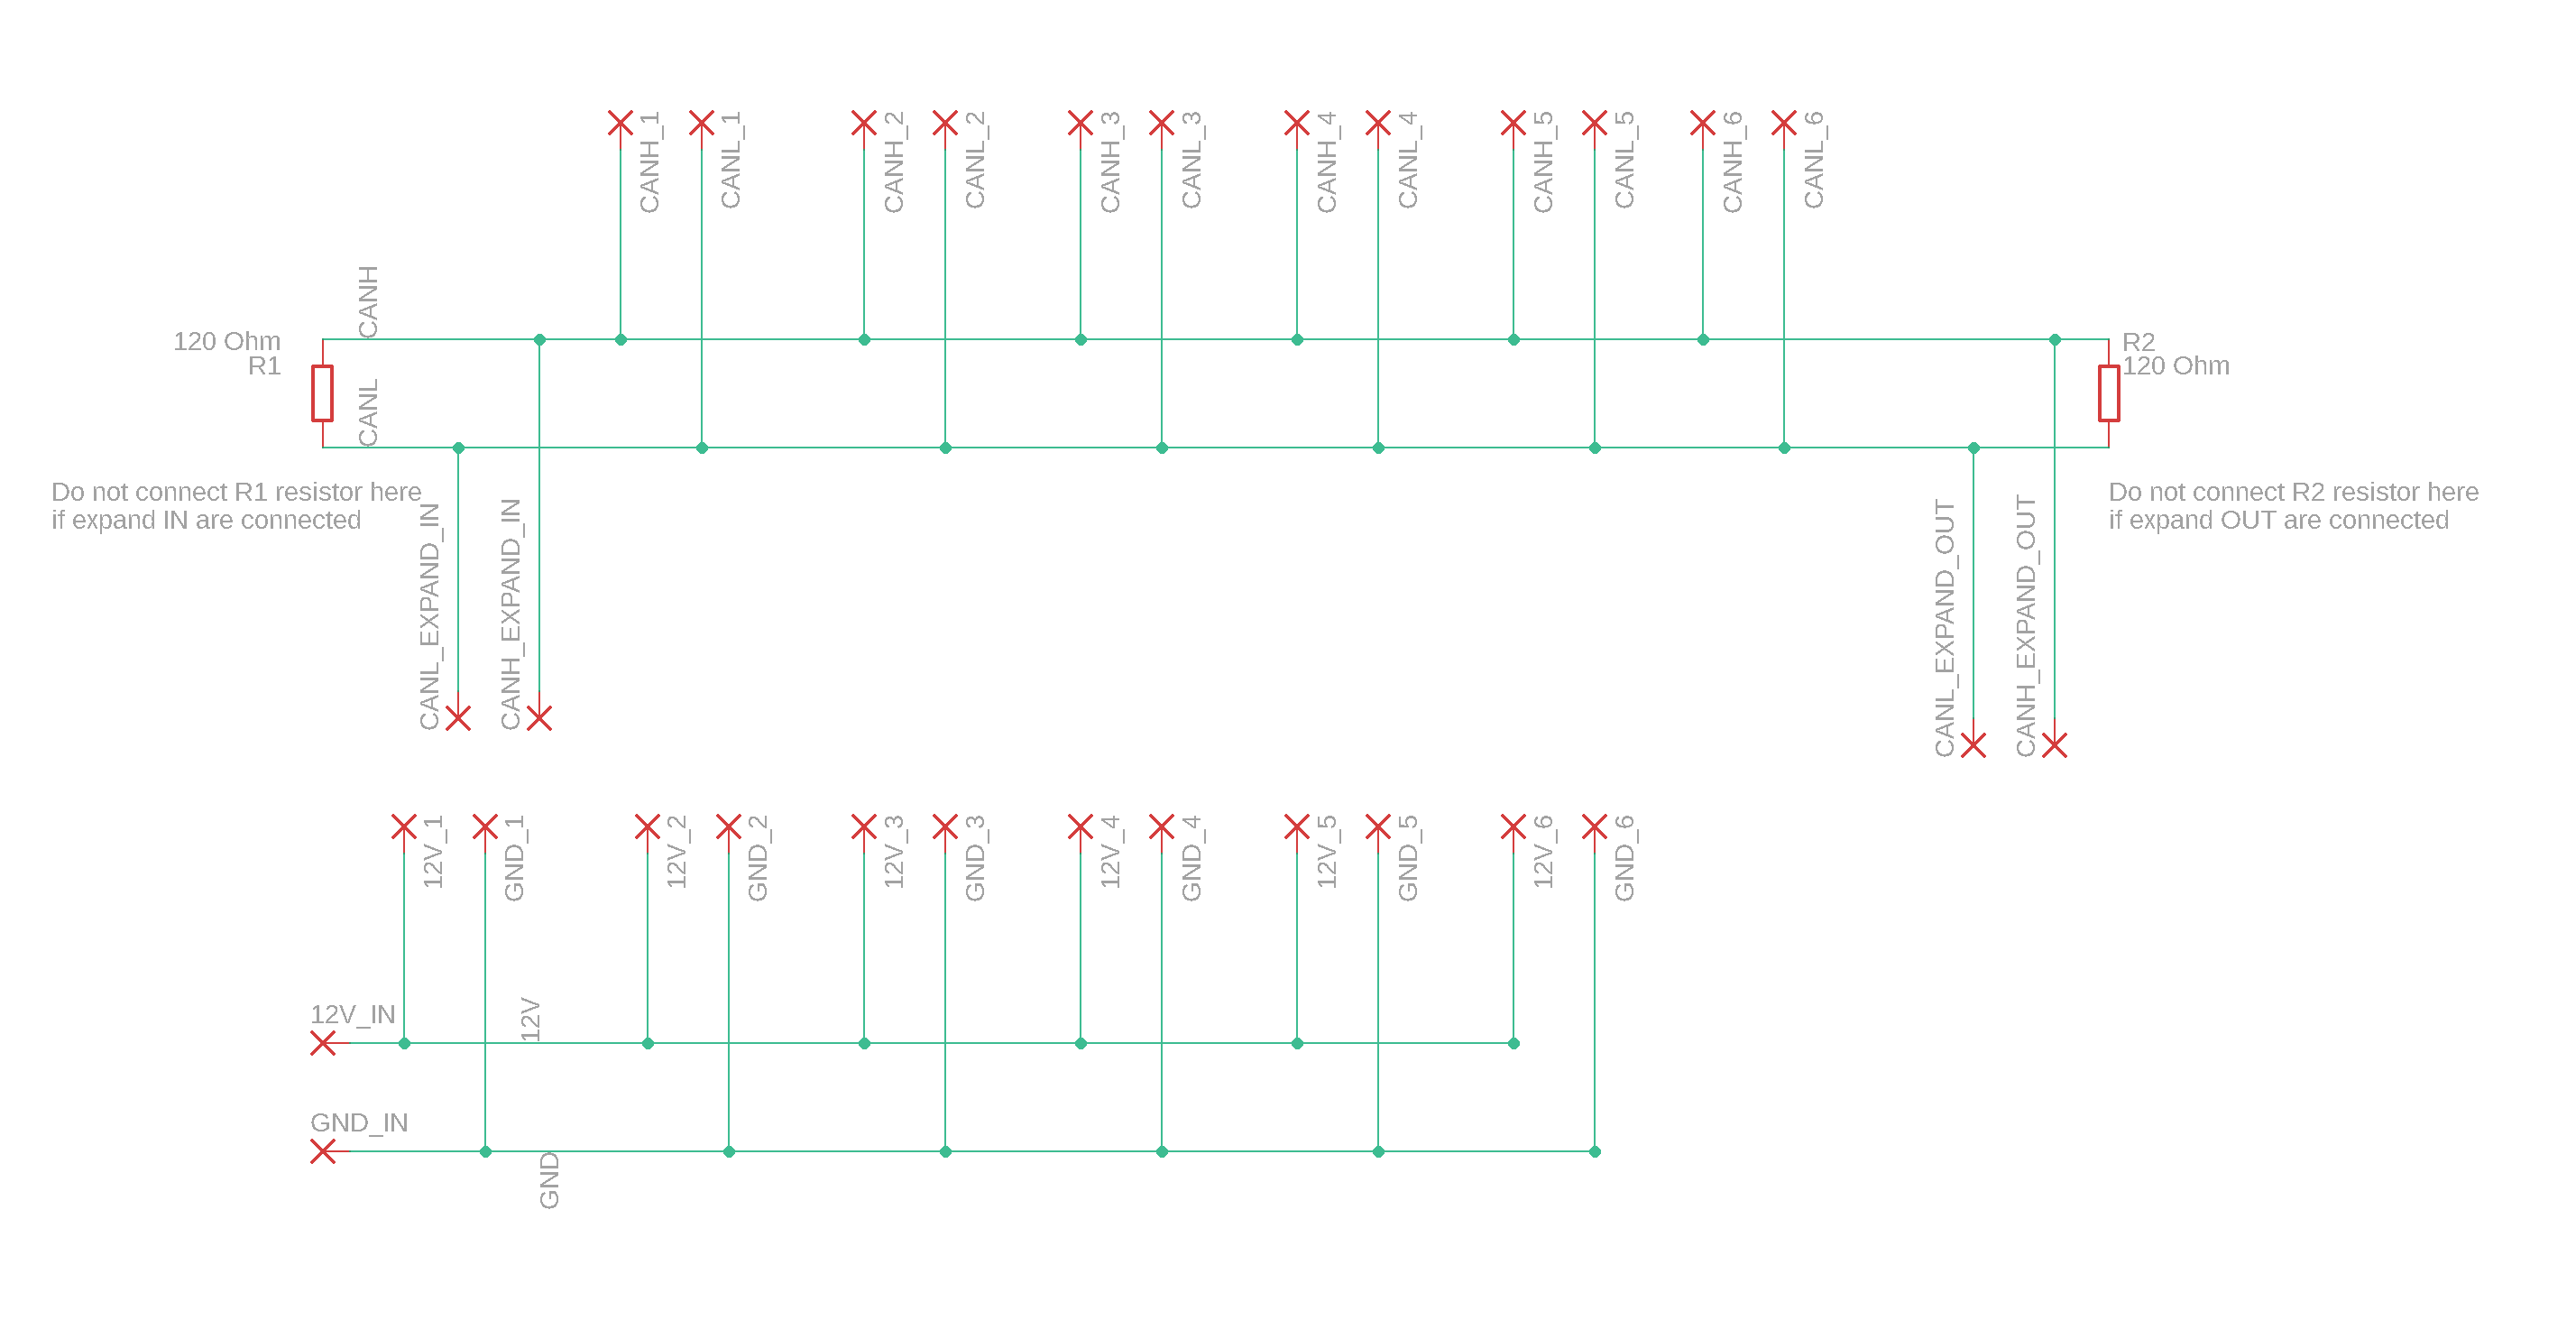 CANH_1
CANL_1
CANH_2
CANL_2
CANH_3
CANL_3
CANH_4
CANL_4
CANH_5
CANL_5
CANH_6
CANL_6
CANH
120 Ohm
R1
CANL
R2
120 Ohm
Do not connect R1 resistor here
if expand IN are connected
CANL_EXPAND_IN
CANH_EXPAND_IN
CANL_EXPAND_OUT
CANH_EXPAND_OUT
Do not connect R2 resistor here
if expand OUT are connected
12V_1
GND_1
12V_2
GND_2
12V_3
GND_3
12V_4
GND_4
12V_5
GND_5
12V_6
GND_6
12V_IN
12V
GND_IN
GND